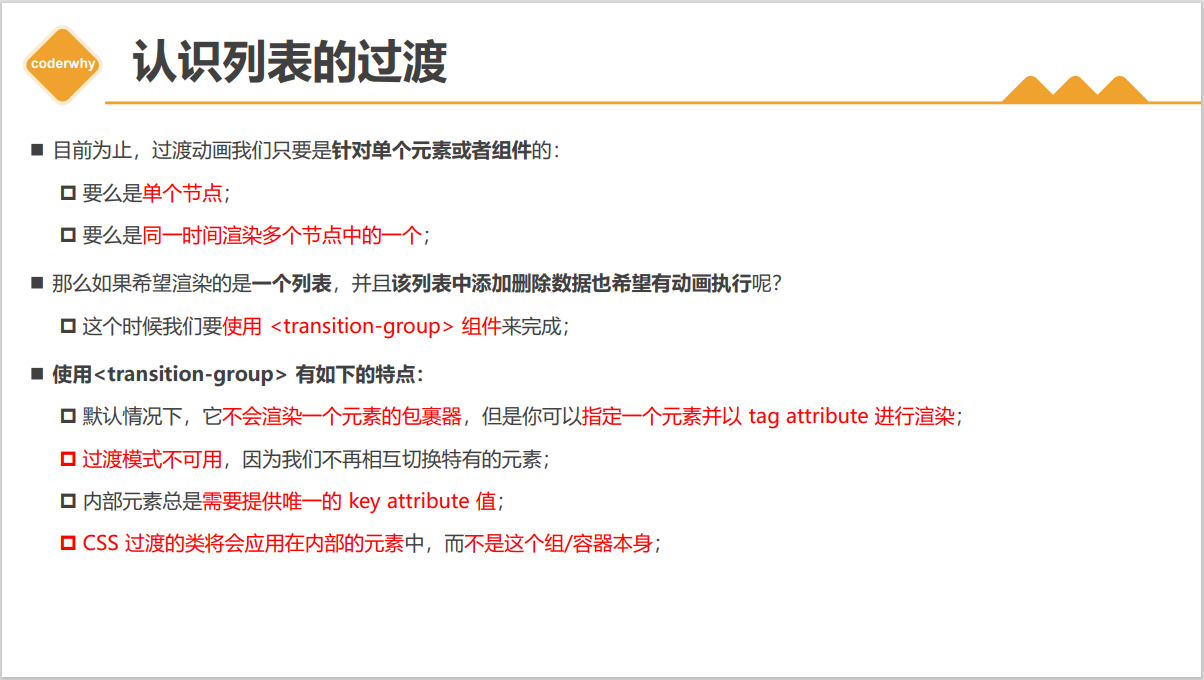 coderwhy
认识列表的过渡
目前为止，过渡动画我们只要是针对单个元素或者组件的：
要么是单个节点；
要么是同一时间渲染多个节点中的一个；
那么如果希望渲染的是一个列表，并且该列表中添加删除数据也希望有动画执行呢？
这个时候我们要使用 <transition-group> 组件来完成；
使用<transition-group> 有如下的特点：
默认情况下，它不会渲染一个元素的包裹器，但是你可以指定一个元素并以 tag attribute 进行渲染；
过渡模式不可用，因为我们不再相互切换特有的元素；
内部元素总是需要提供唯一的 key attribute 值；
CSS 过渡的类将会应用在内部的元素中，而不是这个组/容器本身；